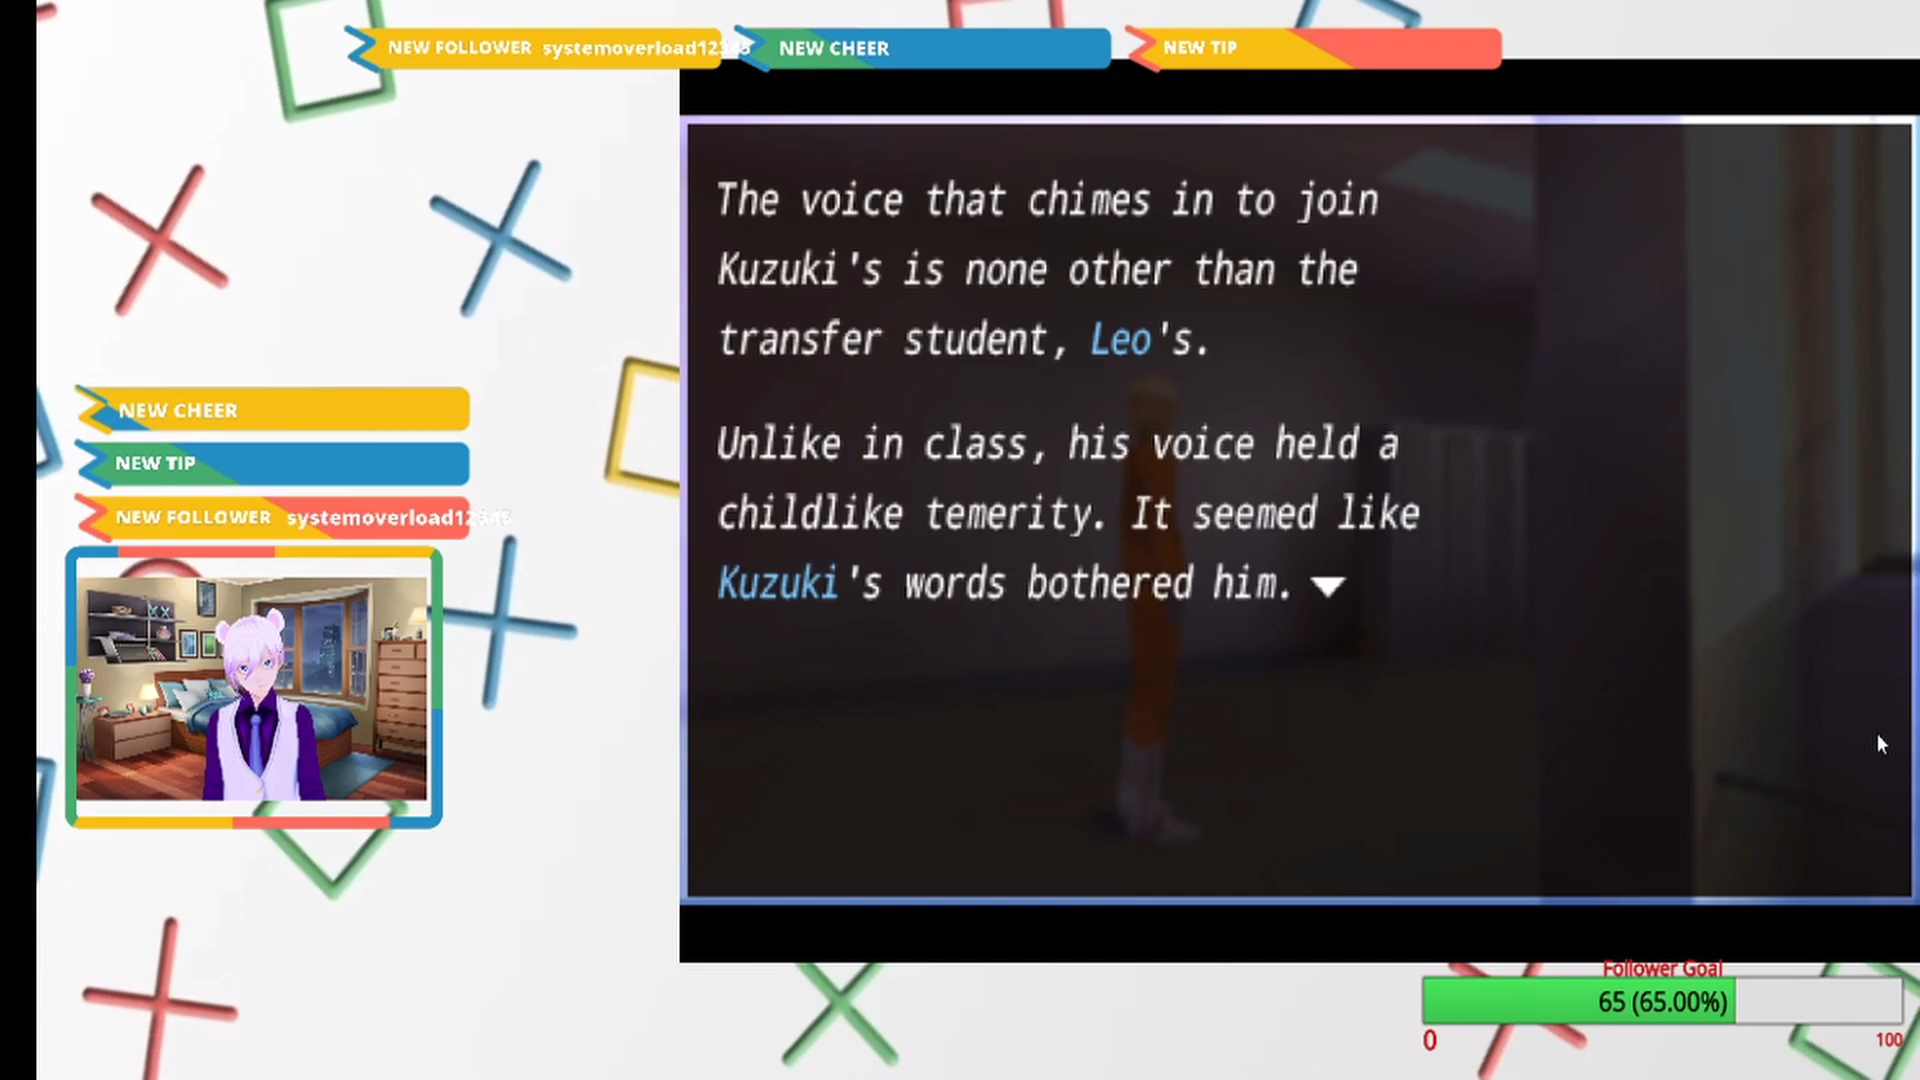 NEW FOLLOWER systemoverload12345
NEW CHEER
NEW TIP
The voice that chimes in to join
Kuzuki's is none other than the
transfer student, Leo's.
Unlike in class, his voice held a
childlike temerity. It seemed like
Kuzuki's words bothered him.
NEW CHEER
NEW TIP
NEW FOLLOWER systemoverload12345
Follower Goal
65 (65.00%)
0
100